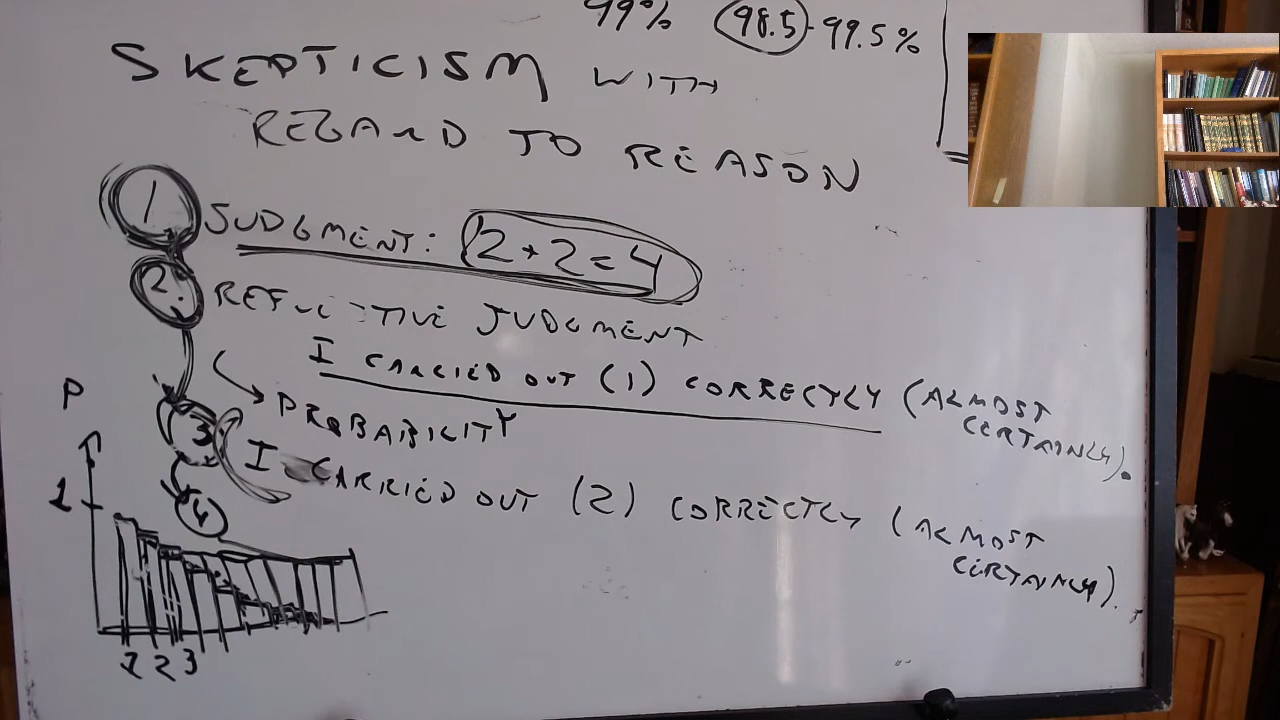 99% 98.5-99.5%
SKEPTICISM WITH
REGARD TO REASON
1 JUDGMENT: 2+2=4
2. REFLECTIVE JUDGMENT
I CARRIED OUT (1) CORRECTLY (ALMOST
CERTAINLY).
PROBABILITY
3 I CARRIED OUT (2) CORRECTLY (ALMOST
CERTAINLY).
4
P
1
1 2 3